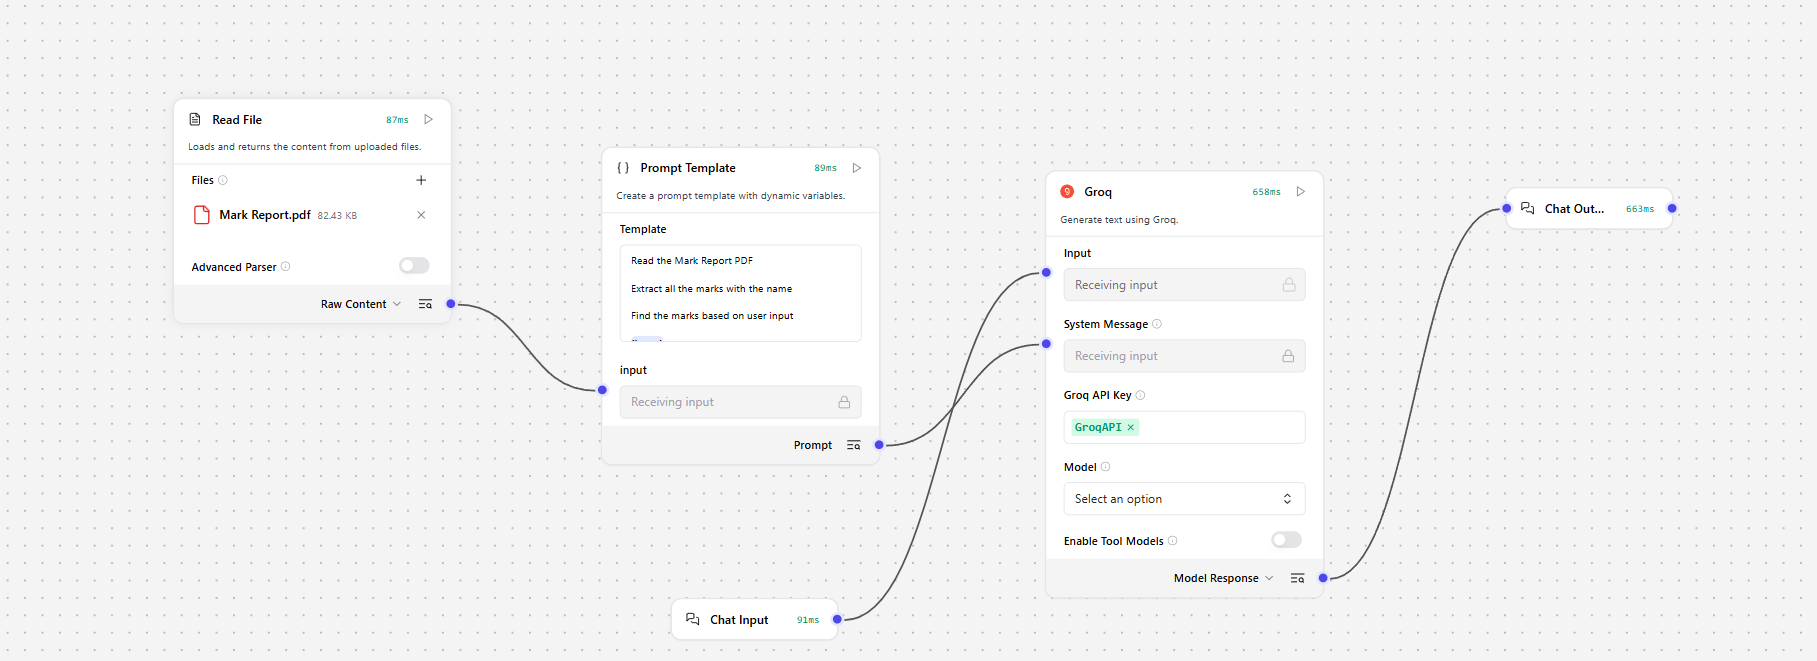 Read File
87ms
Loads and returns the content from uploaded files.
Files
Mark Report.pdf 82.43 KB
Advanced Parser
Raw Content
Prompt Template
89ms
Create a prompt template with dynamic variables.
Template
Read the Mark Report PDF
Extract all the marks with the name
Find the marks based on user input
input
Receiving input
Prompt
Chat Input
91ms
Groq
658ms
Generate text using Groq.
Input
Receiving input
System Message
Receiving input
Groq API Key
GroqAPI ×
Model
Select an option
Enable Tool Models
Model Response
Chat Out...
663ms